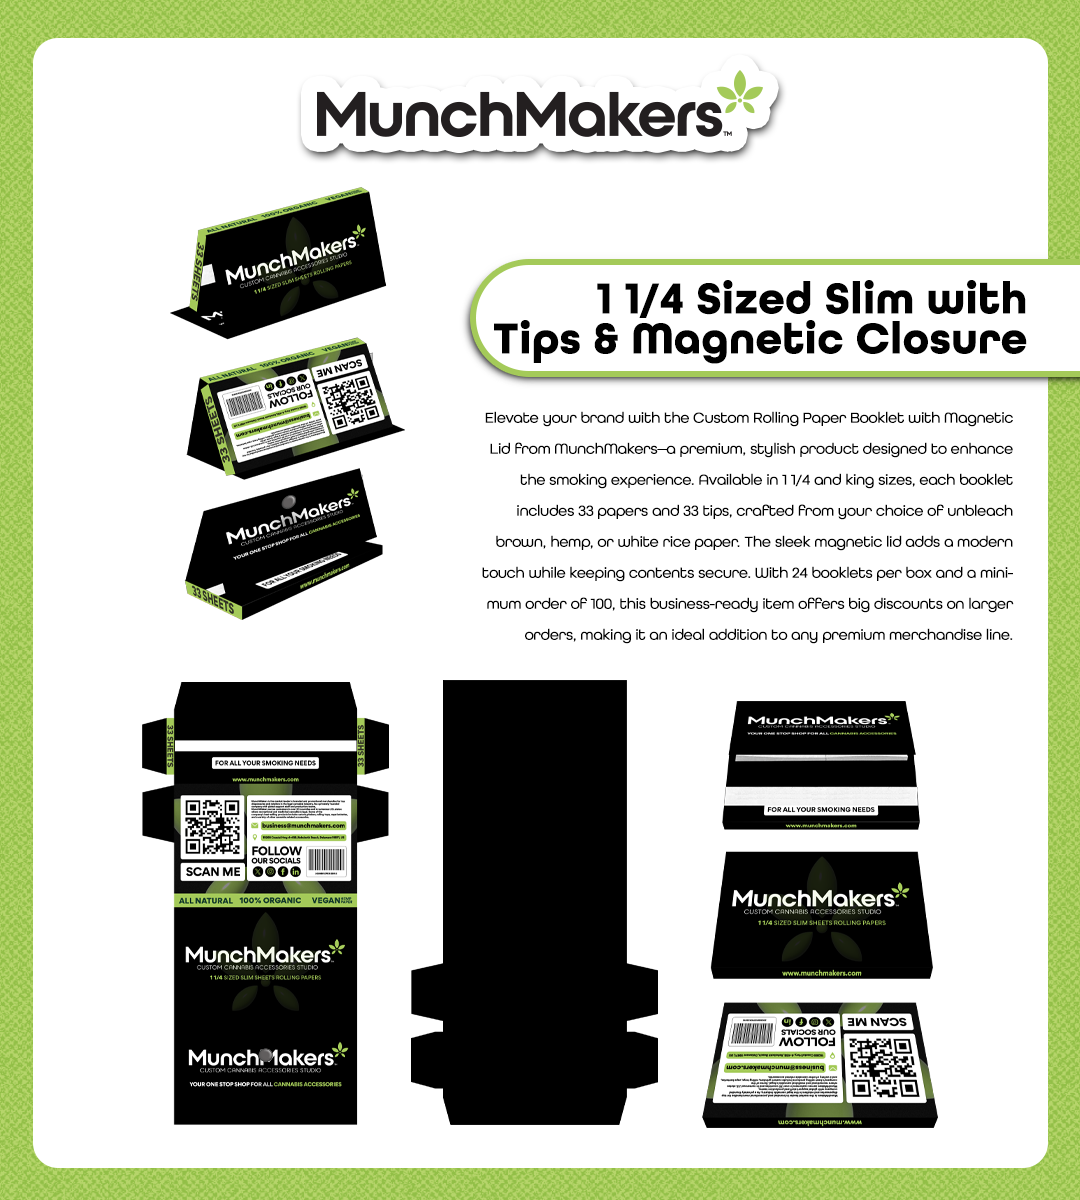 MunchMakers™
ALL NATURAL 100% ORGANIC VEGAN
33 SHEETS
MunchMakers
CUSTOM CANNABIS ACCESSORIES STUDIO
1 1/4 SIZED SLIM SHEETS ROLLING PAPERS
1 1/4 Sized Slim with
Tips & Magnetic Closure
ALL NATURAL 100% ORGANIC VEGAN
33 SHEETS
SCAN ME
FOLLOW
OUR SOCIALS
business@munchmakers.com
Elevate your brand with the Custom Rolling Paper Booklet with Magnetic
Lid from MunchMakers—a premium, stylish product designed to enhance
the smoking experience. Available in 1 1/4 and king sizes, each booklet
includes 33 papers and 33 tips, crafted from your choice of unbleach
brown, hemp, or white rice paper. The sleek magnetic lid adds a modern
touch while keeping contents secure. With 24 booklets per box and a mini-
mum order of 100, this business-ready item offers big discounts on larger
orders, making it an ideal addition to any premium merchandise line.
MunchMakers
CUSTOM CANNABIS ACCESSORIES STUDIO
YOUR ONE STOP SHOP FOR ALL CANNABIS ACCESSORIES
FOR ALL YOUR SMOKING NEEDS
www.munchmakers.com
33 SHEETS
33 SHEETS
33 SHEETS
FOR ALL YOUR SMOKING NEEDS
www.munchmakers.com
business@munchmakers.com
FOLLOW
OUR SOCIALS
SCAN ME
ALL NATURAL 100% ORGANIC VEGAN
MunchMakers
CUSTOM CANNABIS ACCESSORIES STUDIO
1 1/4 SIZED SLIM SHEETS ROLLING PAPERS
MunchMakers
CUSTOM CANNABIS ACCESSORIES STUDIO
YOUR ONE STOP SHOP FOR ALL CANNABIS ACCESSORIES
MunchMakers
CUSTOM CANNABIS ACCESSORIES STUDIO
YOUR ONE STOP SHOP FOR ALL CANNABIS ACCESSORIES
FOR ALL YOUR SMOKING NEEDS
www.munchmakers.com
MunchMakers
CUSTOM CANNABIS ACCESSORIES STUDIO
1 1/4 SIZED SLIM SHEETS ROLLING PAPERS
www.munchmakers.com
SCAN ME
FOLLOW
OUR SOCIALS
business@munchmakers.com
www.munchmakers.com